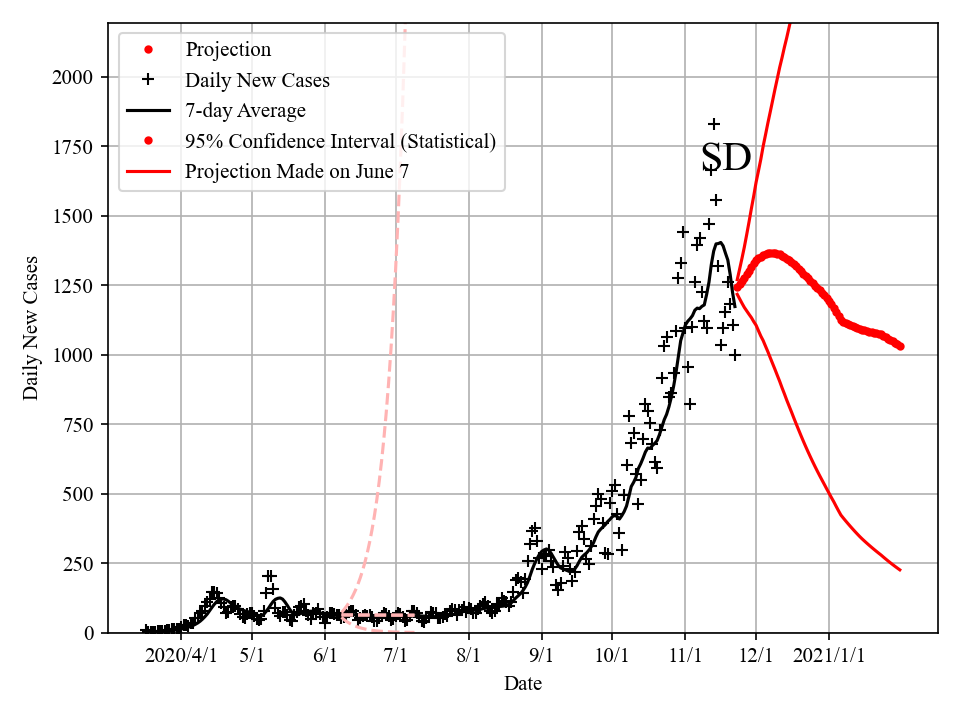 Projection
Daily New Cases
7-day Average
95% Confidence Interval (Statistical)
Projection Made on June 7
SD
2000
1750
1500
1250
1000
750
500
250
0
Daily New Cases
2020/4/1
5/1
6/1
7/1
8/1
9/1
10/1
11/1
12/1
2021/1/1
Date